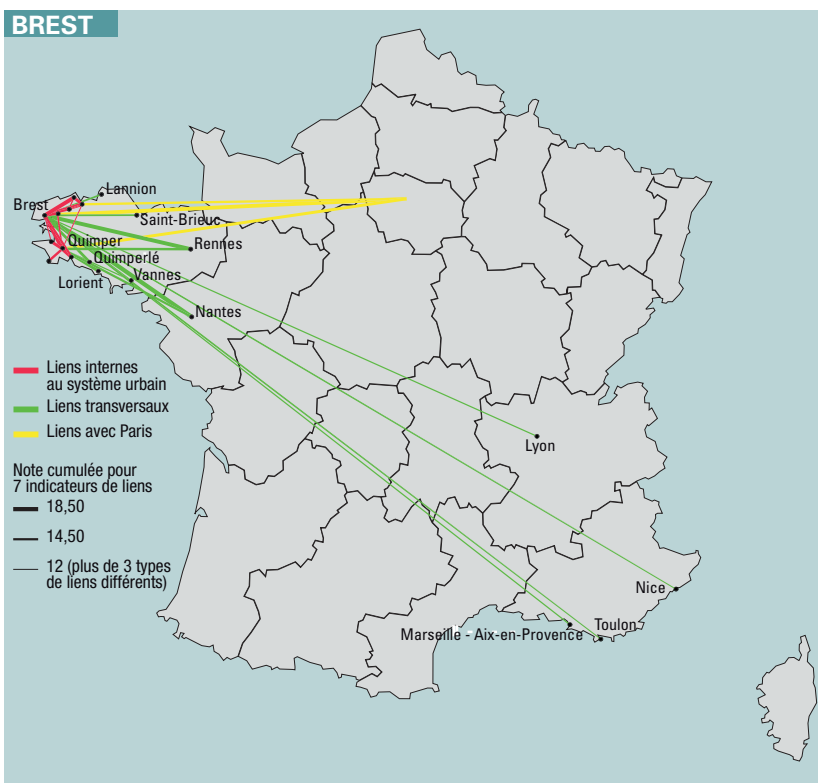 BREST
Lannion
Brest
Saint-Brieuc
Quimper
Rennes
Quimperlé
Vannes
Lorient
Nantes
Liens internes
au système urbain
Liens transversaux
Liens avec Paris
Note cumulée pour
7 indicateurs de liens
18,50
14,50
12 (plus de 3 types
de liens différents)
Lyon
Nice
Toulon
Marseille - Aix-en-Provence